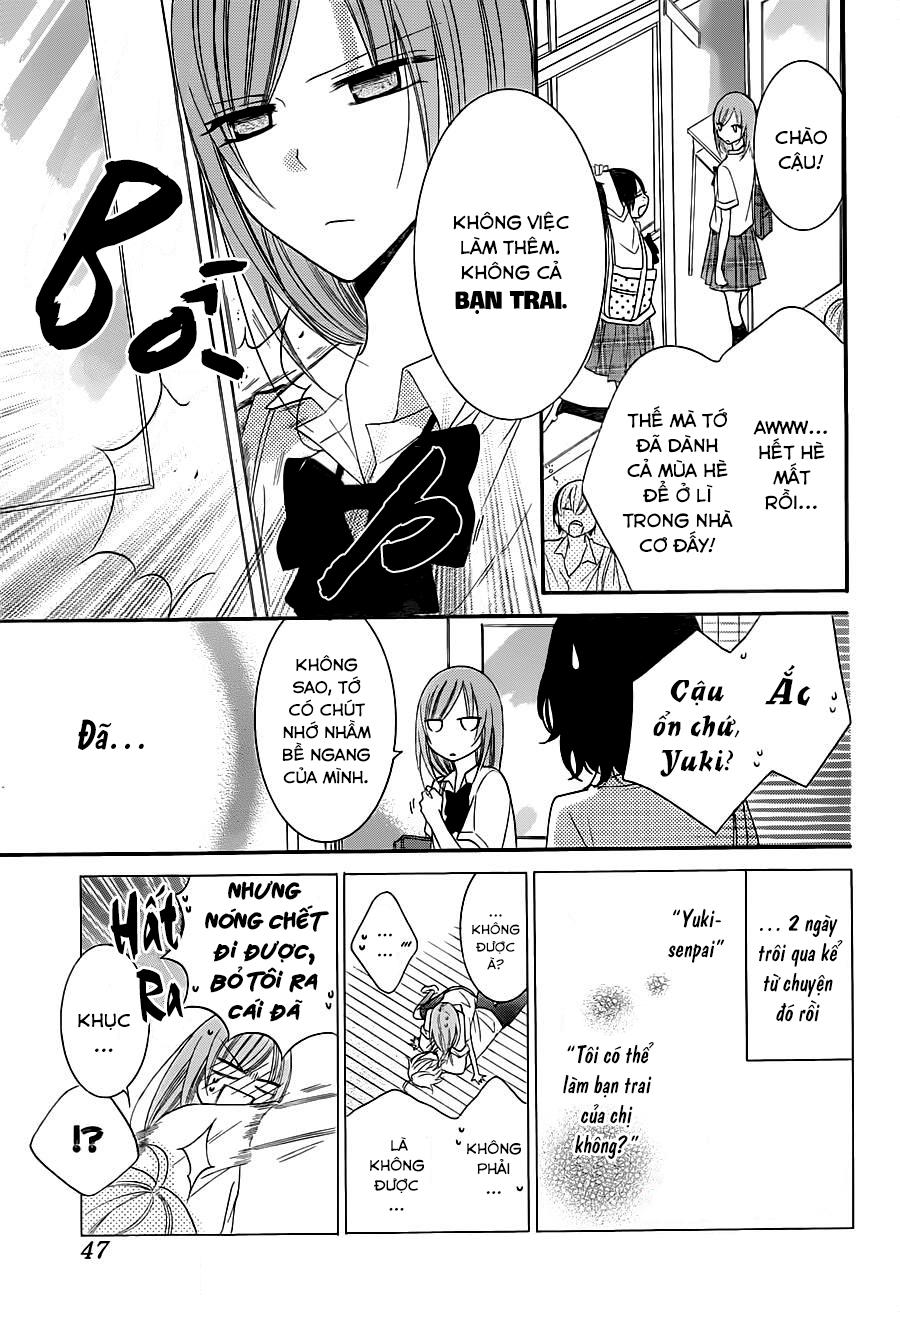 CHÀO
CẬU!
AWWW...
HẾT HÈ
MẤT
RỒI...
THẾ MÀ TỚ
ĐÃ DÀNH
CẢ MÙA HÈ
ĐỂ Ở LÌ
TRONG NHÀ
CƠ ĐẤY!
KHÔNG VIỆC
LÀM THÊM.
KHÔNG CẢ
BẠN TRAI.
Ắc
Cậu
ổn chứ,
Yuki?
KHÔNG
SAO, TỚ
CÓ CHÚT
NHỚ NHẦM
BỀ NGANG
CỦA MÌNH.
Đã...
... 2 ngày
trôi qua kể
từ chuyện
đó rồi
“Yuki-
senpai”
“Tôi có thể
làm bạn trai
của chị
không?”
...
KHÔNG
ĐƯỢC
À?
...
...
KHÔNG
PHẢI
...
LÀ
KHÔNG
ĐƯỢC
...
NHƯNG
NÓNG CHẾT
ĐI ĐƯỢC,
BỎ TÔI RA
CÁI ĐÃ
Hất
Ra
KHỤC
...
!?
47